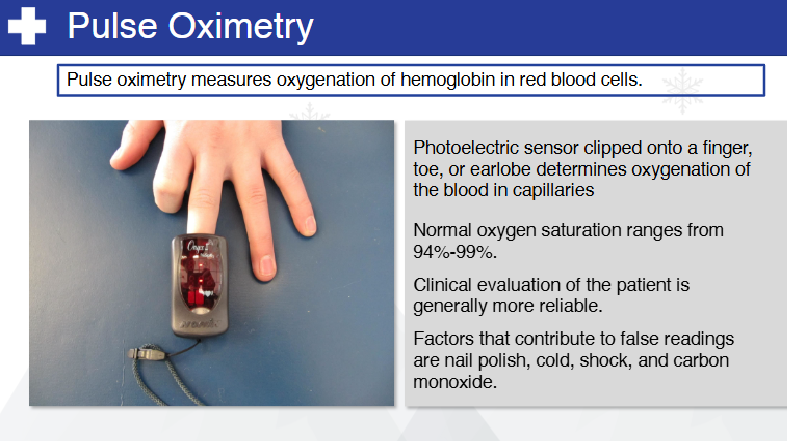 Pulse Oximetry
Pulse oximetry measures oxygenation of hemoglobin in red blood cells.
Photoelectric sensor clipped onto a finger,
toe, or earlobe determines oxygenation of
the blood in capillaries
Normal oxygen saturation ranges from
94%-99%.
Clinical evaluation of the patient is
generally more reliable.
Factors that contribute to false readings
are nail polish, cold, shock, and carbon
monoxide.
Onyx